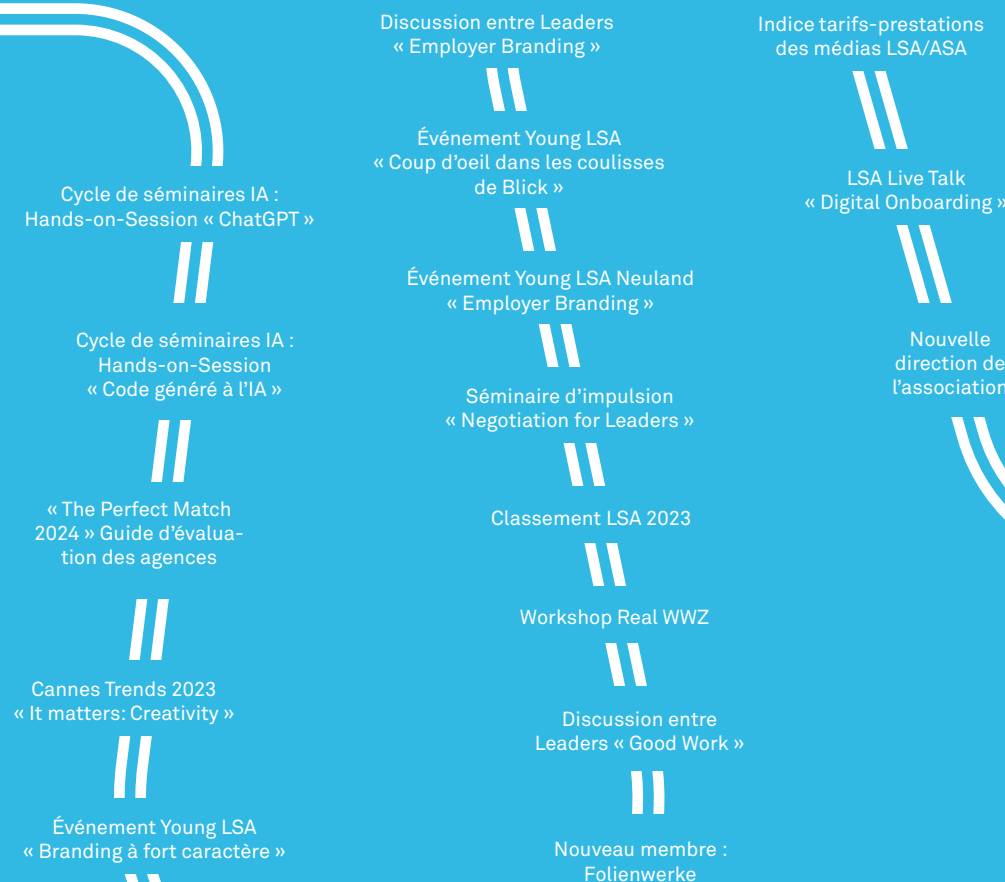 Cycle de séminaires IA :
Hands-on-Session « ChatGPT »
Cycle de séminaires IA :
Hands-on-Session
« Code généré à l’IA »
« The Perfect Match
2024 » Guide d’évalua-
tion des agences
Cannes Trends 2023
« It matters: Creativity »
Événement Young LSA
« Branding à fort caractère »
Discussion entre Leaders
« Employer Branding »
Événement Young LSA
« Coup d’oeil dans les coulisses
de Blick »
Événement Young LSA Neuland
« Employer Branding »
Séminaire d’impulsion
« Negotiation for Leaders »
Classement LSA 2023
Workshop Real WWZ
Discussion entre
Leaders « Good Work »
Nouveau membre :
Folienwerke
Indice tarifs-prestations
des médias LSA/ASA
LSA Live Talk
« Digital Onboarding »
Nouvelle
direction de
l’association